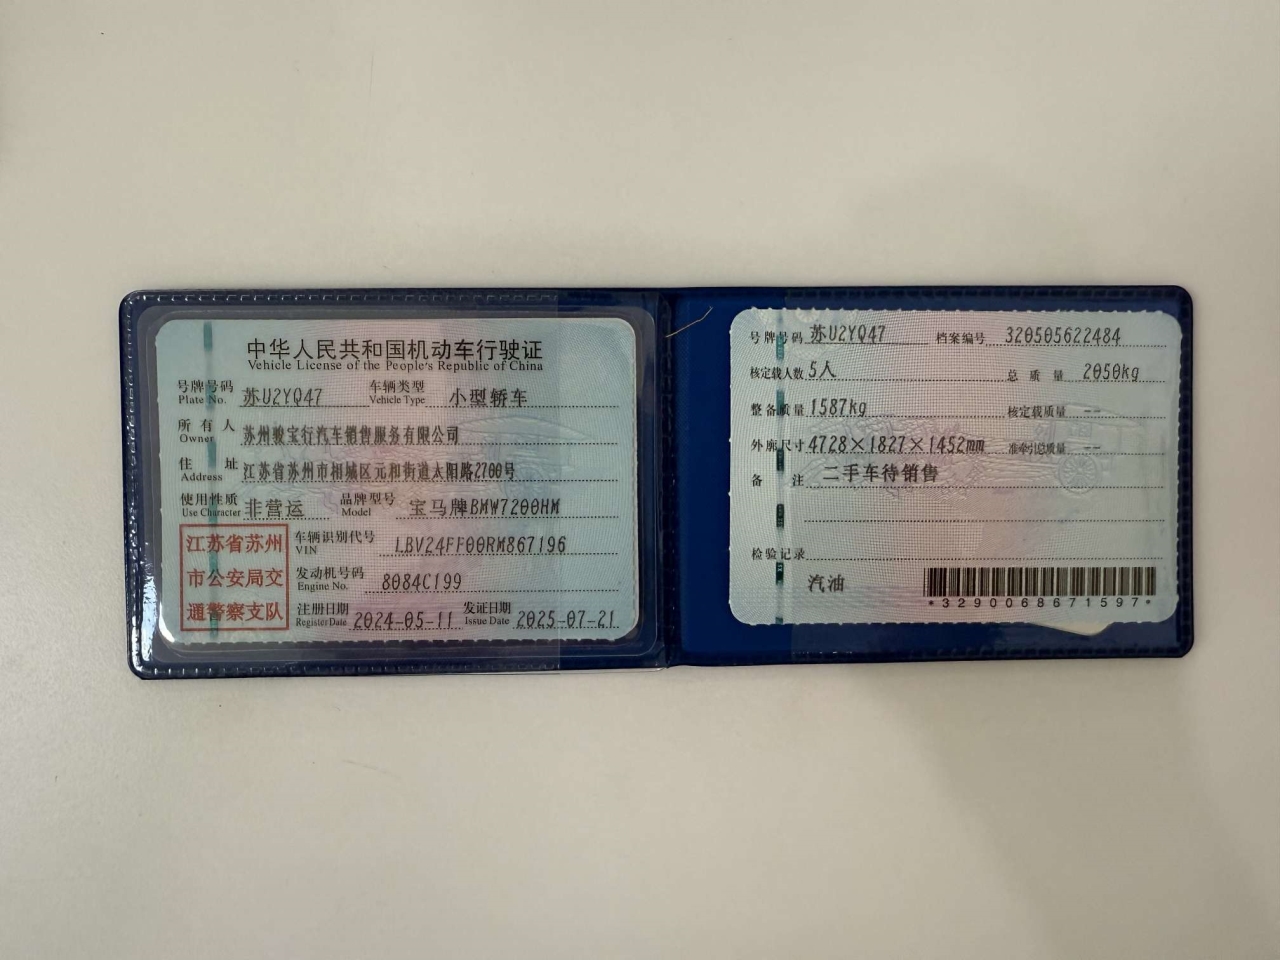 中华人民共和国机动车行驶证
Vehicle License of the People's Republic of China
号牌号码 苏U2YQ47 车辆类型 小型轿车
Plate No. Vehicle Type
所有人 苏州骏宝行汽车销售服务有限公司
Owner
住址 江苏省苏州市相城区元和街道太阳路2700号
Address
使用性质 非营运 品牌型号 宝马牌BMW7200HM
Use Character Model
江苏省苏州
市公安局交
通警察支队
车辆识别代号 LBV24FF00RM867196
VIN
发动机号码 8084C199
Engine No.
注册日期 2024-05-11 发证日期 2025-07-21
Register Date Issue Date
号牌号码 苏U2YQ47 档案编号 320505622484
核定载人数 5人 总质量 2050kg
整备质量 1587kg 核定载质量 --
外廓尺寸 4728×1827×1452mm 准牵引总质量 --
备注 二手车待销售
检验记录
汽油
*3290068671597*